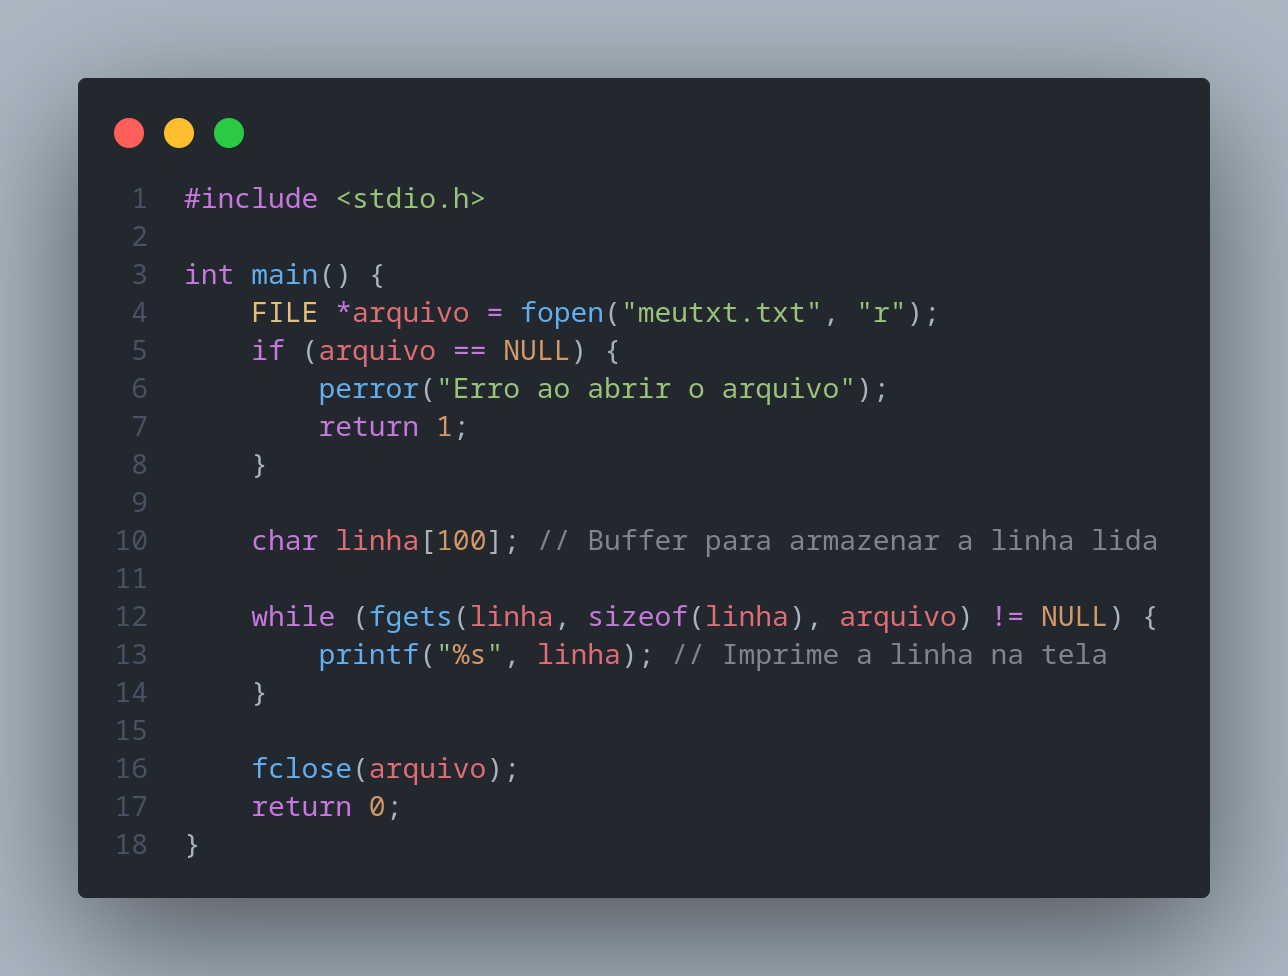 1 #include <stdio.h>
2
3 int main() {
4     FILE *arquivo = fopen("meutxt.txt", "r");
5     if (arquivo == NULL) {
6         perror("Erro ao abrir o arquivo");
7         return 1;
8     }
9
10     char linha[100]; // Buffer para armazenar a linha lida
11
12     while (fgets(linha, sizeof(linha), arquivo) != NULL) {
13         printf("%s", linha); // Imprime a linha na tela
14     }
15
16     fclose(arquivo);
17     return 0;
18 }